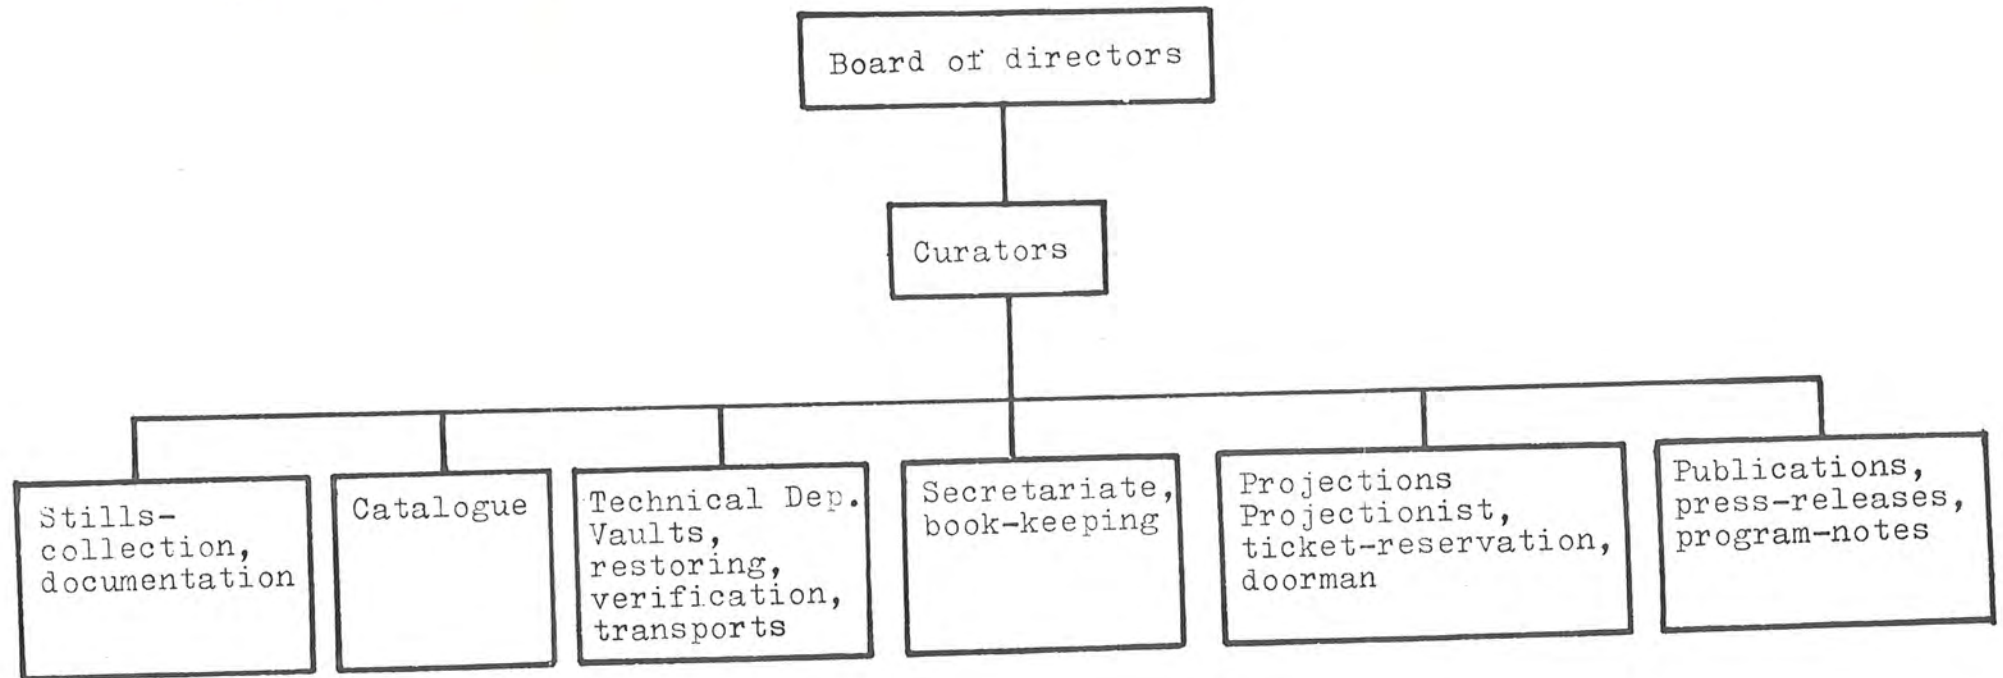 Board of directors
Curators
Stills-
collection,
documentation
Catalogue
Technical Dep.
Vaults,
restoring,
verification,
transports
Secretariate,
book-keeping
Projections
Projectionist,
ticket-reservation,
doorman
Publications,
press-releases,
program-notes